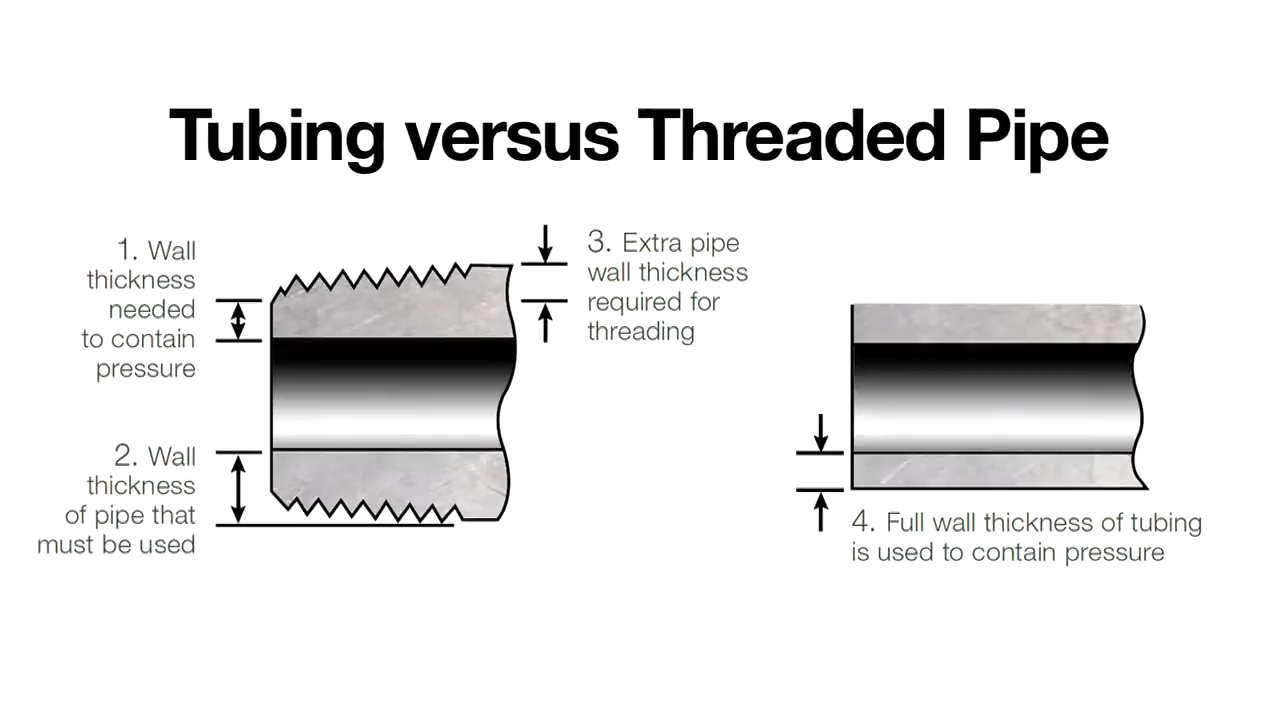 Tubing versus Threaded Pipe
1. Wall
thickness
needed
to contain
pressure
2. Wall
thickness
of pipe that
must be used
3. Extra pipe
wall thickness
required for
threading
4. Full wall thickness of tubing
is used to contain pressure